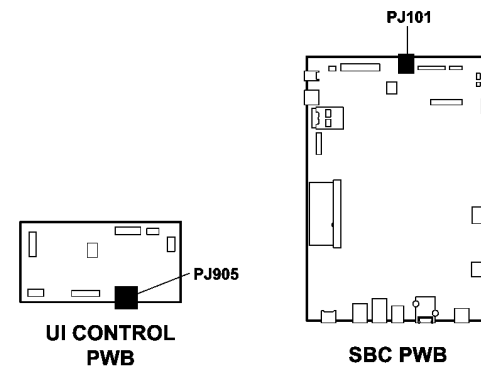 PJ101
PJ905
UI CONTROL
PWB
SBC PWB